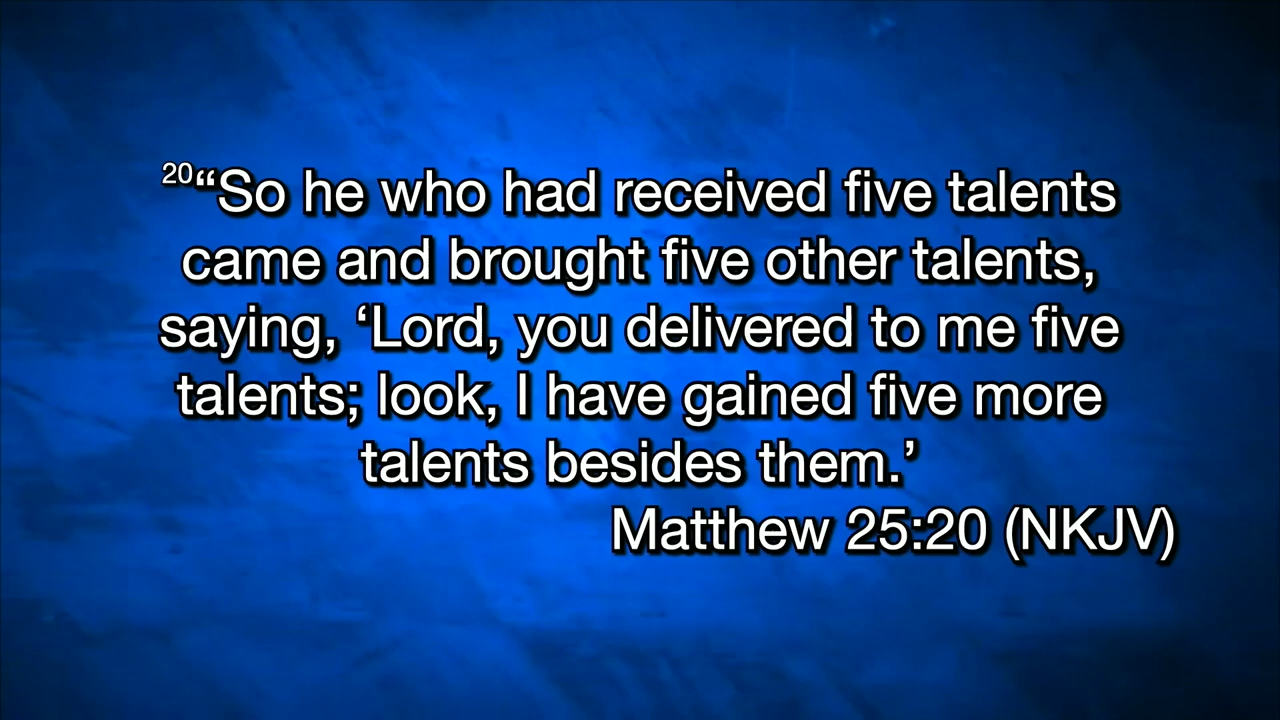 20“So he who had received five talents
came and brought five other talents,
saying, ‘Lord, you delivered to me five
talents; look, I have gained five more
talents besides them.’
Matthew 25:20 (NKJV)